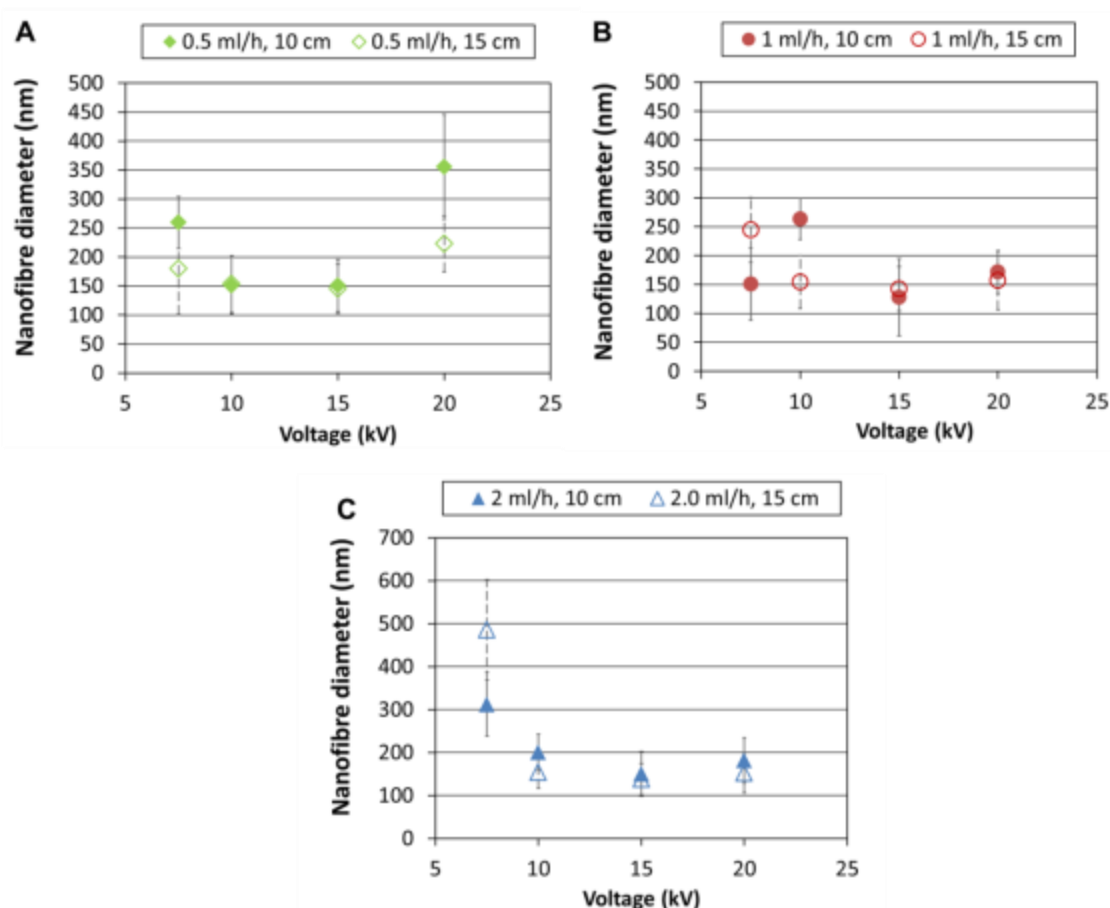 A
0.5 ml/h, 10 cm 0.5 ml/h, 15 cm
Nanofibre diameter (nm)
500
450
400
350
300
250
200
150
100
50
0
5 10 15 20 25
Voltage (kV)
B
1 ml/h, 10 cm 1 ml/h, 15 cm
Nanofibre diameter (nm)
500
450
400
350
300
250
200
150
100
50
0
5 10 15 20 25
Voltage (kV)
C
2 ml/h, 10 cm 2.0 ml/h, 15 cm
Nanofibre diameter (nm)
700
600
500
400
300
200
100
0
5 10 15 20 25
Voltage (kV)